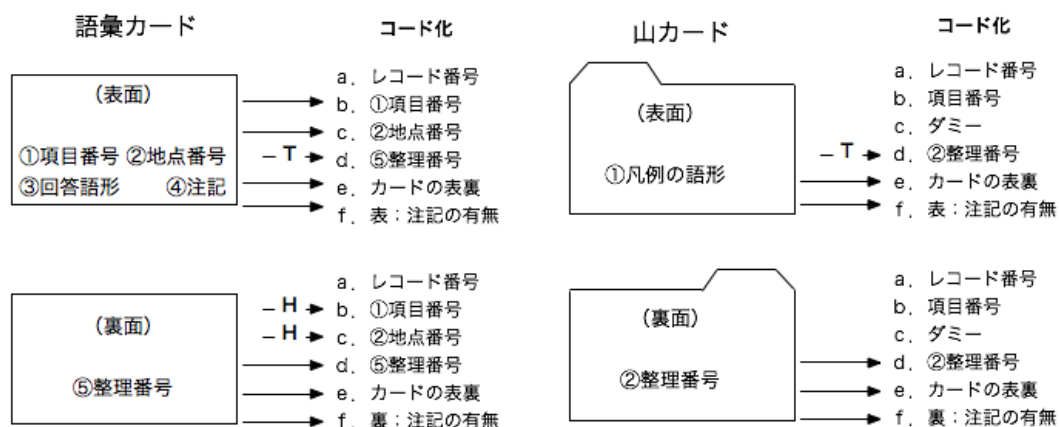 語彙カード
コード化
(表面)
①項目番号 ②地点番号
③回答語形 ④注記
a. レコード番号
b. ①項目番号
c. ②地点番号
– T d. ⑤整理番号
e. カードの表裏
f. 表:注記の有無
(裏面)
⑤整理番号
a. レコード番号
– H b. ①項目番号
– H c. ②地点番号
d. ⑤整理番号
e. カードの表裏
f. 裏:注記の有無
山カード
コード化
(表面)
①凡例の語形
a. レコード番号
b. 項目番号
c. ダミー
– T d. ②整理番号
e. カードの表裏
f. 表:注記の有無
(裏面)
②整理番号
a. レコード番号
b. 項目番号
c. ダミー
d. ②整理番号
e. カードの表裏
f. 裏:注記の有無